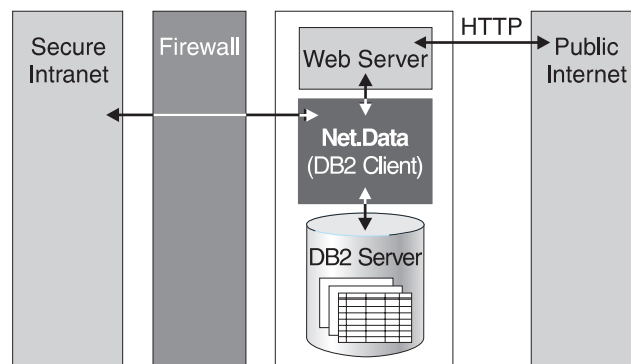 Secure
Intranet
Firewall
Web Server
HTTP
Public
Internet
Net.Data
(DB2 Client)
DB2 Server